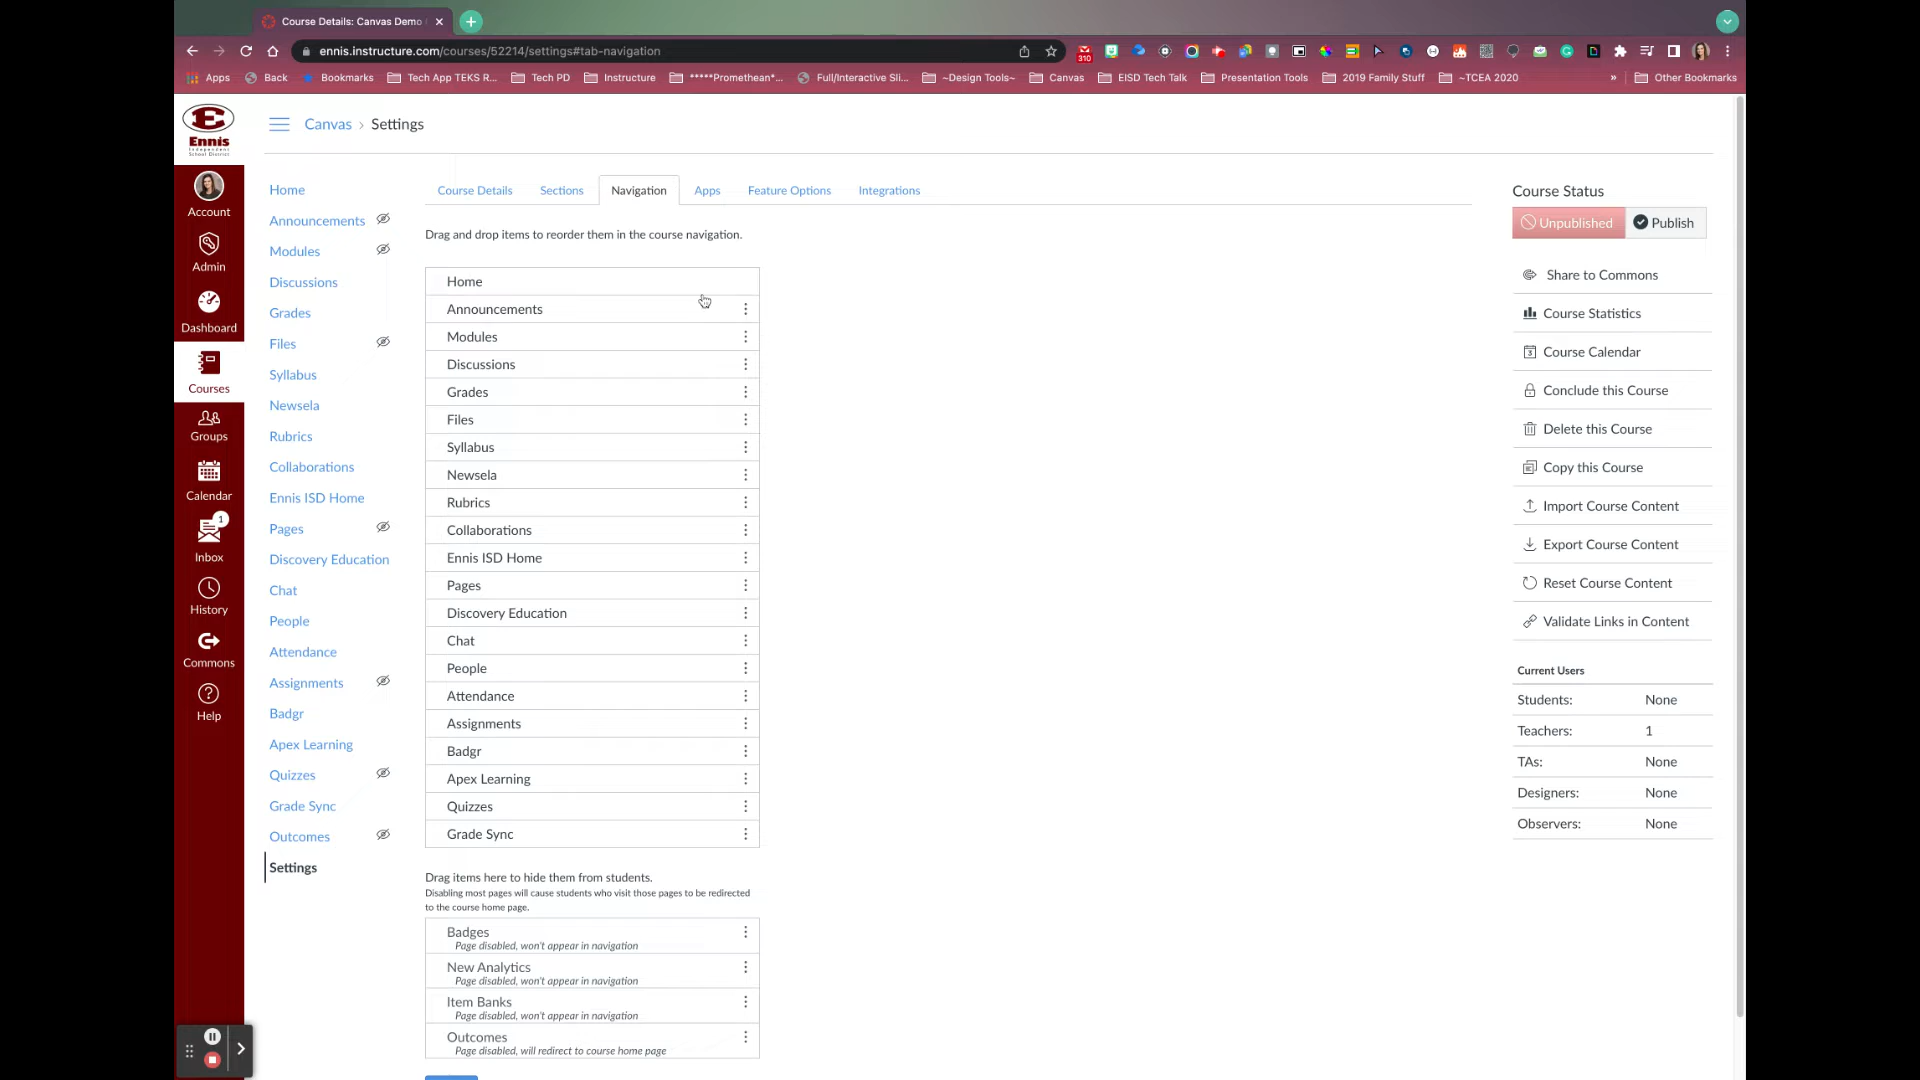 Course Details: Canvas Demo
ennis.instructure.com/courses/52214/settings#tab-navigation
310
Apps
Back
Bookmarks
Tech App TEKS R...
Tech PD
Instructure
*****Promethean*...
Full/Interactive Sli...
~Design Tools~
Canvas
EISD Tech Talk
Presentation Tools
2019 Family Stuff
~TCEA 2020
»
Other Bookmarks
E
Ennis
Independent
School District
Account
Admin
Dashboard
Courses
Groups
Calendar
1
Inbox
History
Commons
Help
Canvas › Settings
Home
Announcements
Modules
Discussions
Grades
Files
Syllabus
Newsela
Rubrics
Collaborations
Ennis ISD Home
Pages
Discovery Education
Chat
People
Attendance
Assignments
Badgr
Apex Learning
Quizzes
Grade Sync
Outcomes
Settings
Course Details
Sections
Navigation
Apps
Feature Options
Integrations
Drag and drop items to reorder them in the course navigation.
Home
Announcements
Modules
Discussions
Grades
Files
Syllabus
Newsela
Rubrics
Collaborations
Ennis ISD Home
Pages
Discovery Education
Chat
People
Attendance
Assignments
Badgr
Apex Learning
Quizzes
Grade Sync
Drag items here to hide them from students.
Disabling most pages will cause students who visit those pages to be redirected
to the course home page.
Badges
Page disabled, won't appear in navigation
New Analytics
Page disabled, won't appear in navigation
Item Banks
Page disabled, won't appear in navigation
Outcomes
Page disabled, will redirect to course home page
Course Status
Unpublished
Publish
Share to Commons
Course Statistics
Course Calendar
Conclude this Course
Delete this Course
Copy this Course
Import Course Content
Export Course Content
Reset Course Content
Validate Links in Content
Current Users
Students: None
Teachers: 1
TAs: None
Designers: None
Observers: None